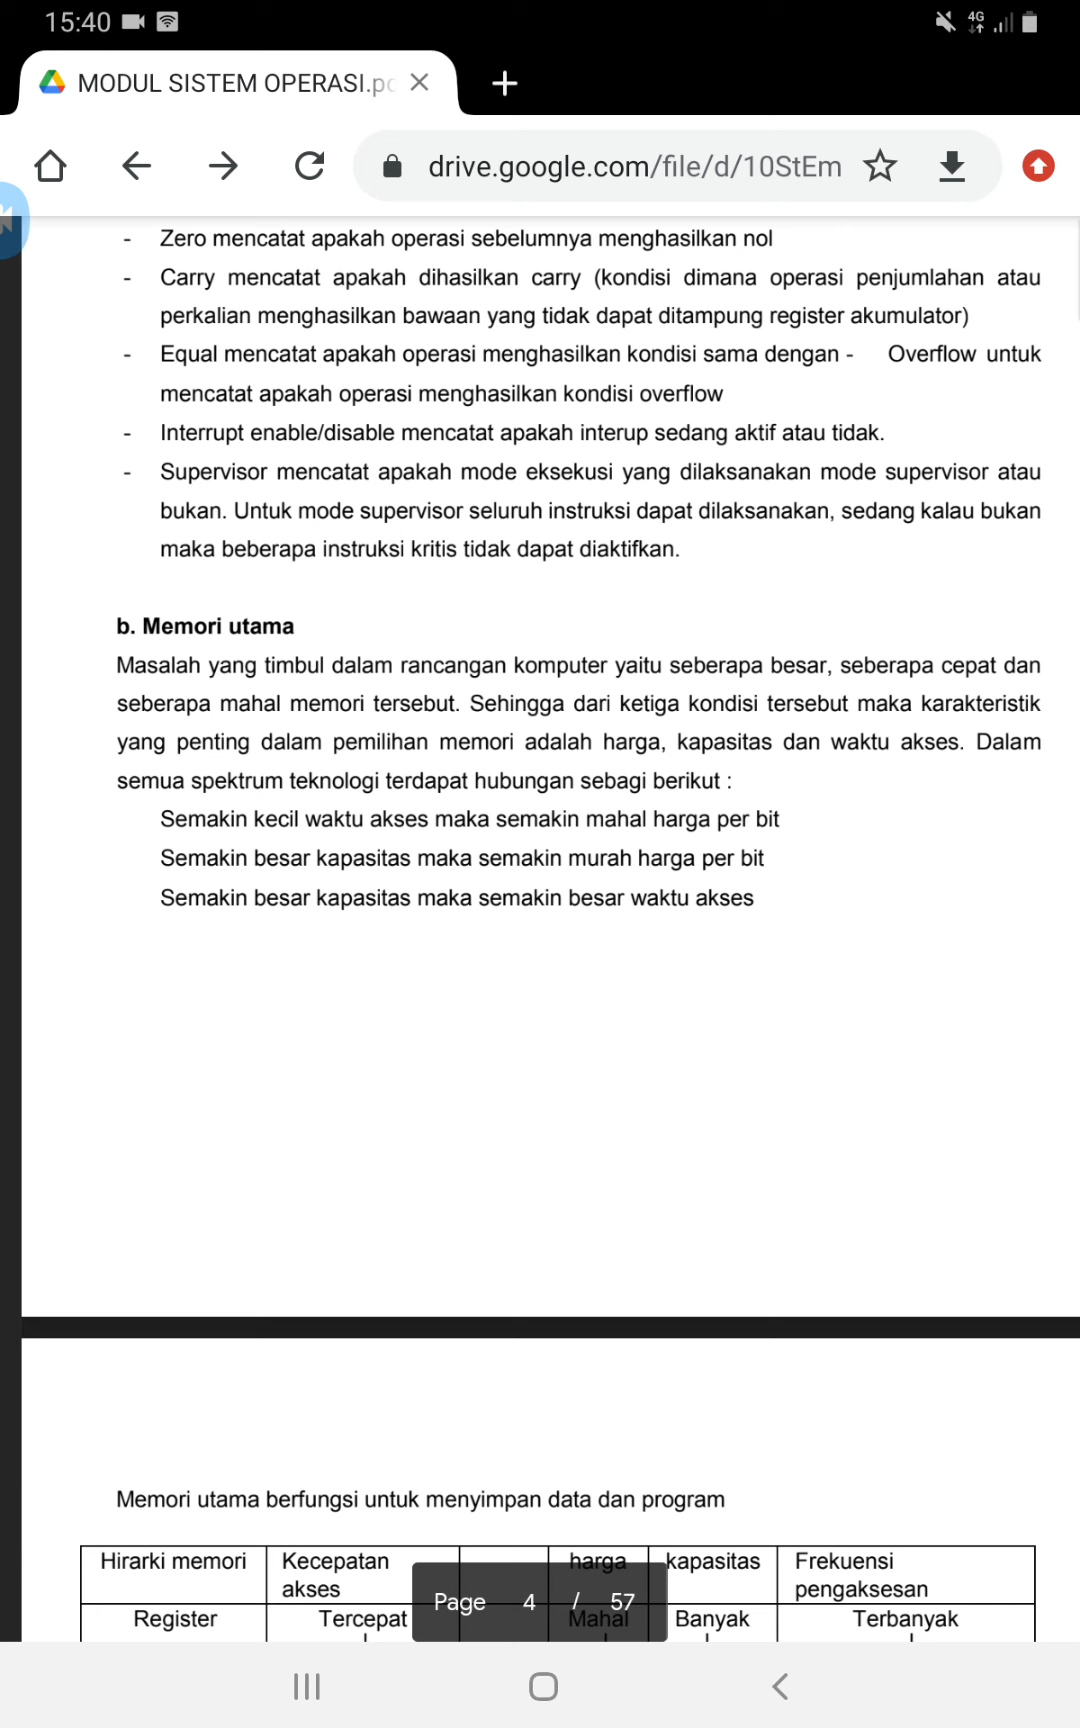 15:40
4G
MODUL SISTEM OPERASI.pc
drive.google.com/file/d/10StEm
- Zero mencatat apakah operasi sebelumnya menghasilkan nol
- Carry mencatat apakah dihasilkan carry (kondisi dimana operasi penjumlahan atau
perkalian menghasilkan bawaan yang tidak dapat ditampung register akumulator)
- Equal mencatat apakah operasi menghasilkan kondisi sama dengan - Overflow untuk
mencatat apakah operasi menghasilkan kondisi overflow
- Interrupt enable/disable mencatat apakah interup sedang aktif atau tidak.
- Supervisor mencatat apakah mode eksekusi yang dilaksanakan mode supervisor atau
bukan. Untuk mode supervisor seluruh instruksi dapat dilaksanakan, sedang kalau bukan
maka beberapa instruksi kritis tidak dapat diaktifkan.
b. Memori utama
Masalah yang timbul dalam rancangan komputer yaitu seberapa besar, seberapa cepat dan
seberapa mahal memori tersebut. Sehingga dari ketiga kondisi tersebut maka karakteristik
yang penting dalam pemilihan memori adalah harga, kapasitas dan waktu akses. Dalam
semua spektrum teknologi terdapat hubungan sebagi berikut :
Semakin kecil waktu akses maka semakin mahal harga per bit
Semakin besar kapasitas maka semakin murah harga per bit
Semakin besar kapasitas maka semakin besar waktu akses
Memori utama berfungsi untuk menyimpan data dan program
Hirarki memori Kecepatan harga kapasitas Frekuensi
akses pengaksesan
Page 4 / 57
Register Tercepat Mahal Banyak Terbanyak